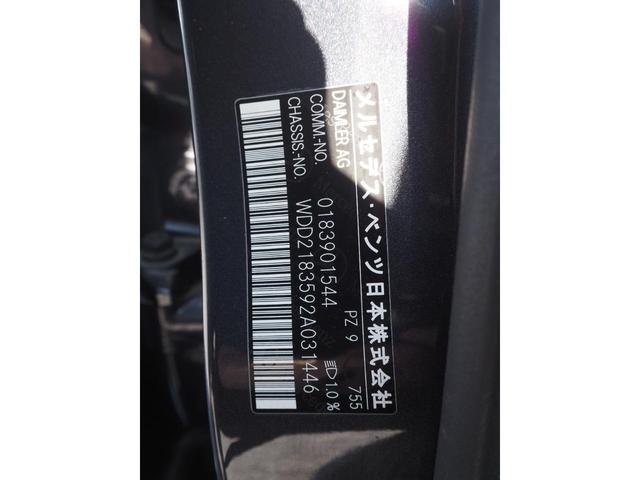 メルセデス・ベンツ日本株式会社
DAIMLER AG PZ 9 755
COMM.-NO. 0183901544
CHASSIS.-NO. WDD2183592A031446 1.0%